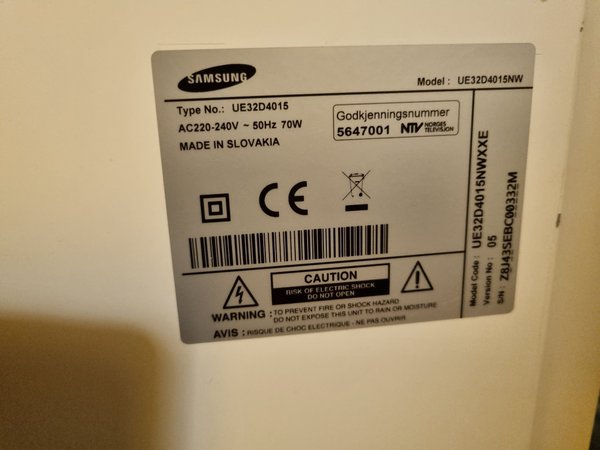 SAMSUNG
Model : UE32D4015NW
Type No.: UE32D4015
AC220-240V ~ 50Hz 70W
MADE IN SLOVAKIA
Godkjenningsnummer
5647001 NTV NORGES TELEVISJON
CE
CAUTION
RISK OF ELECTRIC SHOCK
DO NOT OPEN
WARNING : TO PREVENT FIRE OR SHOCK HAZARD
DO NOT EXPOSE THIS UNIT TO RAIN OR MOISTURE
AVIS : RISQUE DE CHOC ELECTRIQUE - NE PAS OUVRIR
Model Code : UE32D4015NWXXE
Version No : 05
S/N : Z8J43SEBC00332M